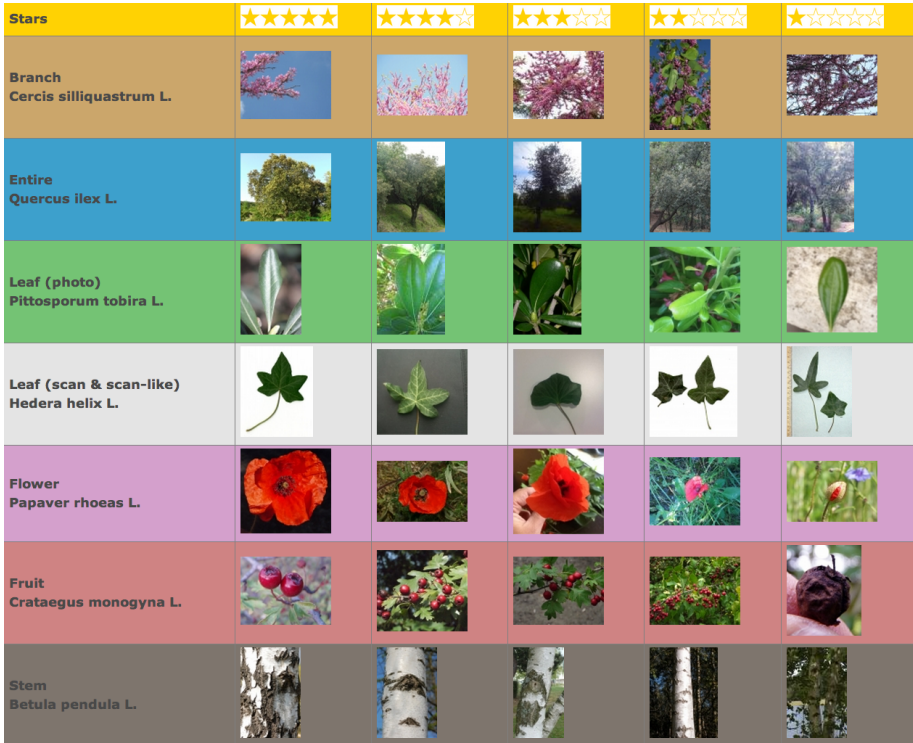 Stars
Branch
Cercis silliquastrum L.
Entire
Quercus ilex L.
Leaf (photo)
Pittosporum tobira L.
Leaf (scan & scan-like)
Hedera helix L.
Flower
Papaver rhoeas L.
Fruit
Crataegus monogyna L.
Stem
Betula pendula L.